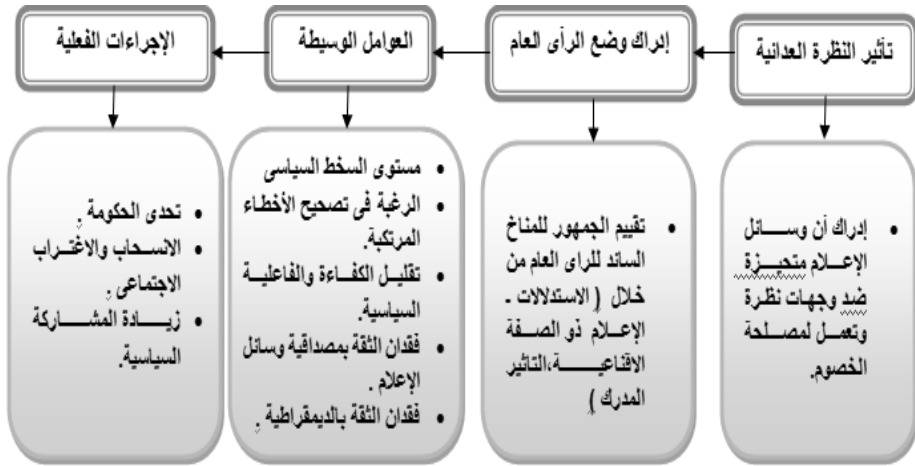 تأثير النظرة العدائية
إدراك وضع الرأى العام
العوامل الوسيطة
الإجراءات الفعلية
• إدراك أن وسائل
الإعلام متحيزة
ضد وجهات نظرة
وتعمل لمصلحة
الخصوم.
• تقييم الجمهور للمناخ
السائد للراى العام من
خلال ( الاستدلالات -
الإعلام ذو الصفة
الاقناعية،التاثير
المدرك )
• مستوى السخط السياسى
• الرغبة فى تصحيح الأخطاء
المرتكبة.
• تقليل الكفاءة والفاعلية
السياسية.
• فقدان الثقة بمصداقية وسائل
الإعلام .
• فقدان الثقة بالديمقراطية .
• تحدى الحكومة .
• الانسحاب والاغتراب
الاجتماعى .
• زيادة المشاركة
السياسية.